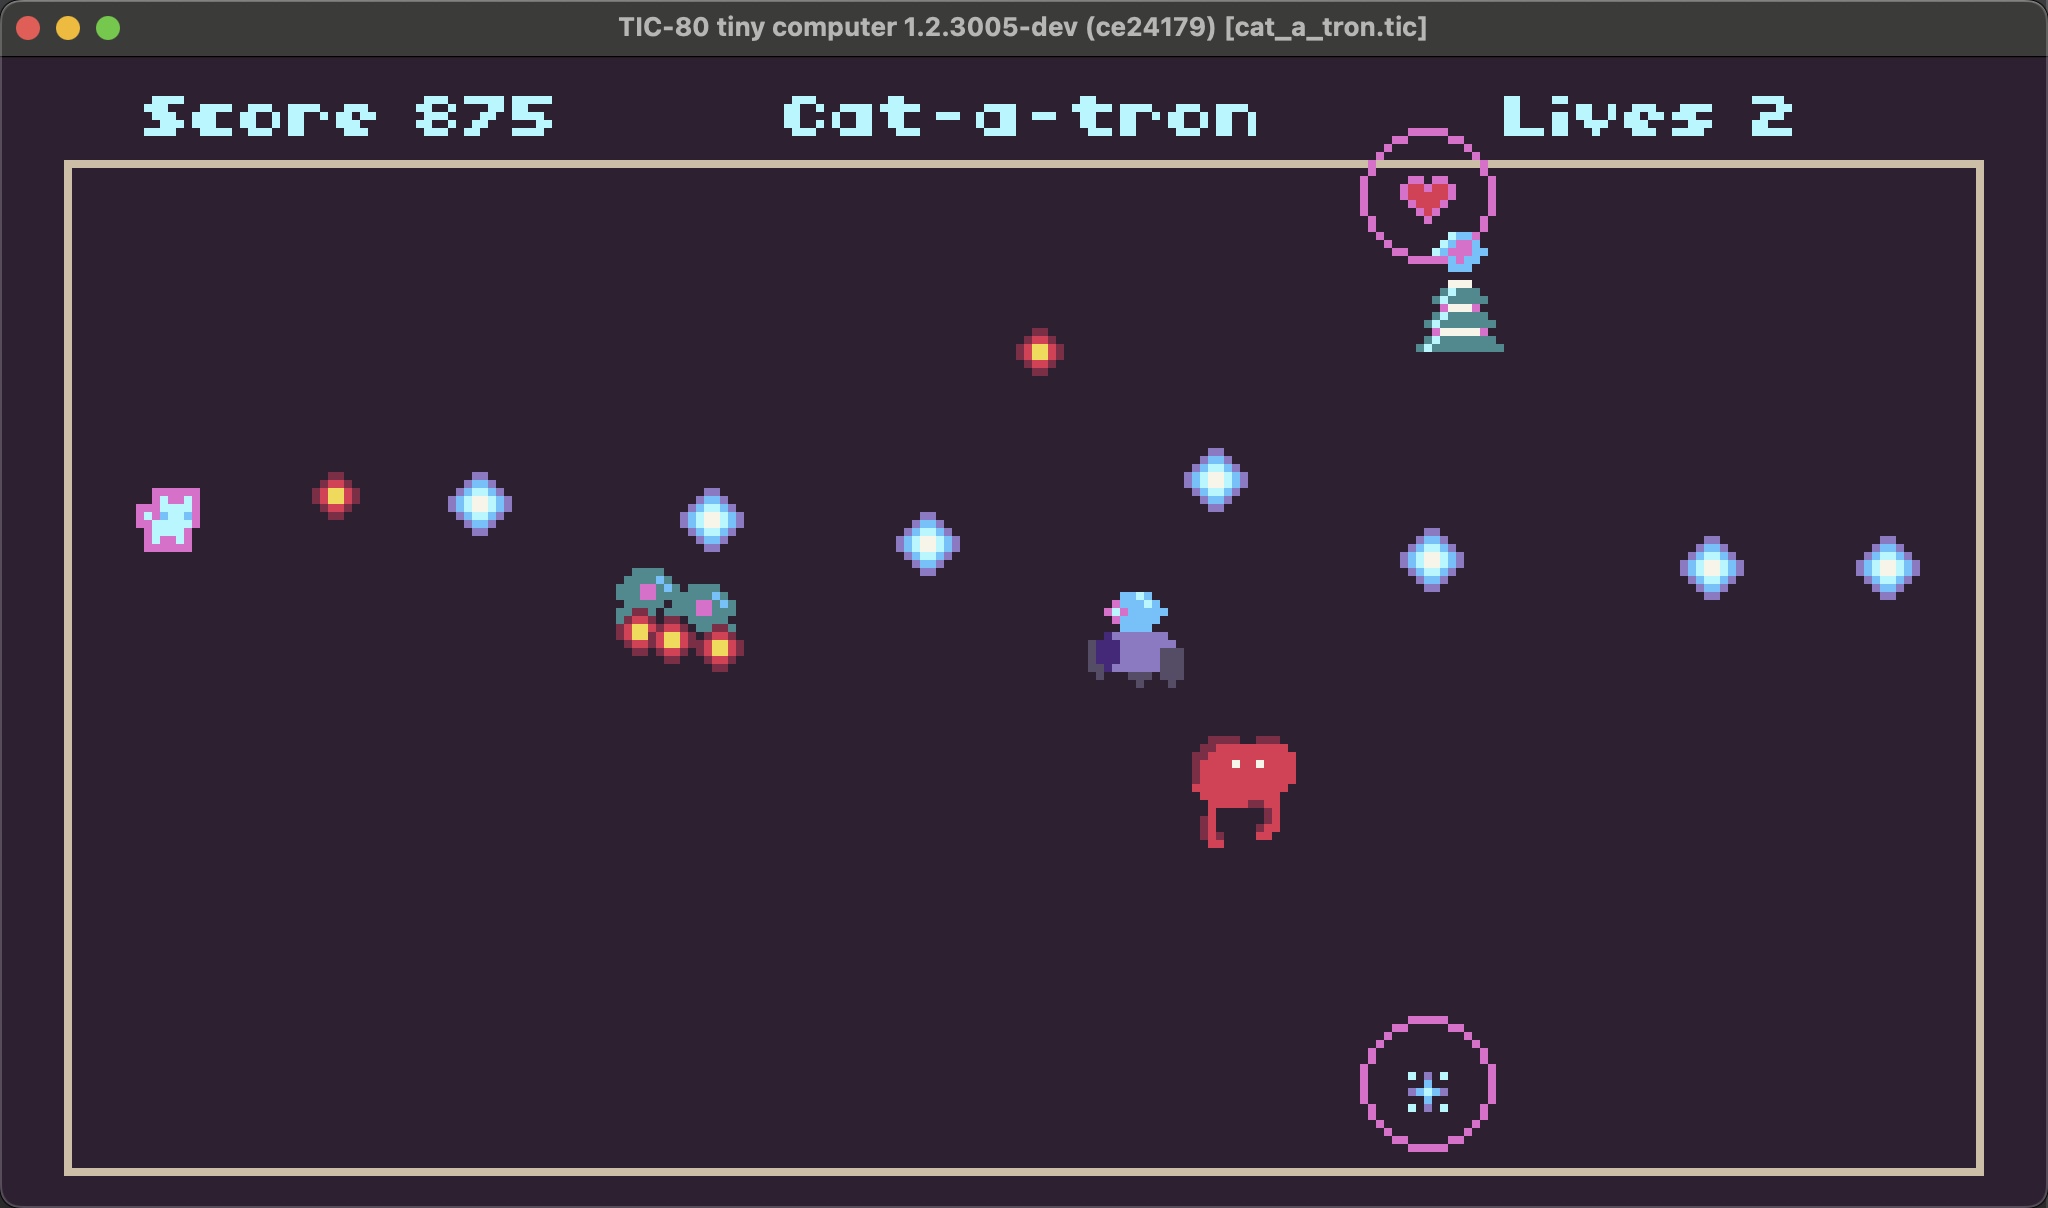 TIC-80 tiny computer 1.2.3005-dev (ce24179) [cat_a_tron.tic]
Score 875 Cat-a-tron Lives 2